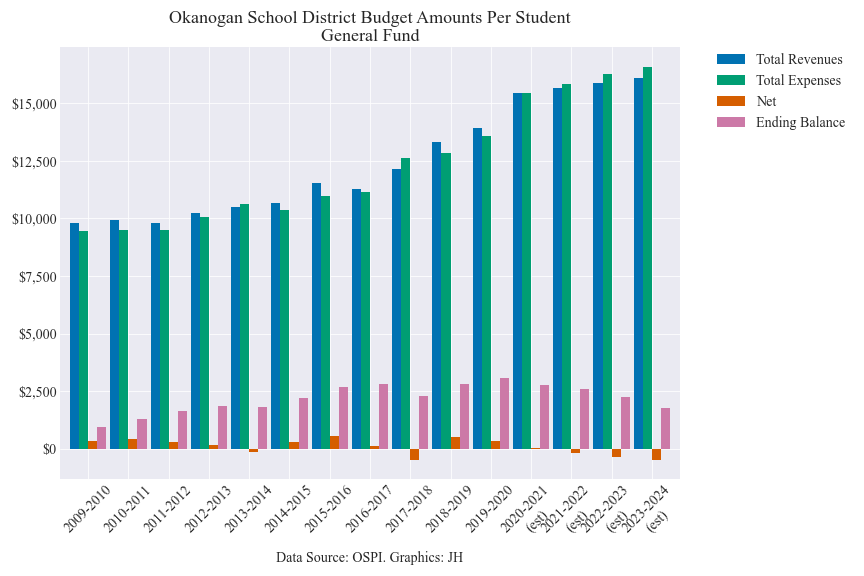 Okanogan School District Budget Amounts Per Student
General Fund
Total Revenues
Total Expenses
Net
Ending Balance
$15,000
$12,500
$10,000
$7,500
$5,000
$2,500
$0
2009-2010
2010-2011
2011-2012
2012-2013
2013-2014
2014-2015
2015-2016
2016-2017
2017-2018
2018-2019
2019-2020
2020-2021
(est)
2021-2022
(est)
2022-2023
(est)
2023-2024
(est)
Data Source: OSPI. Graphics: JH